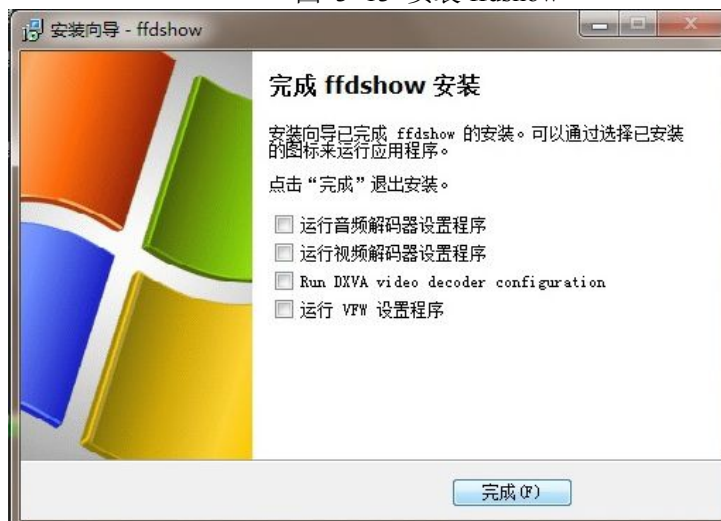 安装向导 - ffdshow
完成 ffdshow 安装
安装向导已完成 ffdshow 的安装。可以通过选择已安装
的图标来运行应用程序。
点击“完成”退出安装。
运行音频解码器设置程序
运行视频解码器设置程序
Run DXVA video decoder configuration
运行 VFW 设置程序
完成(F)